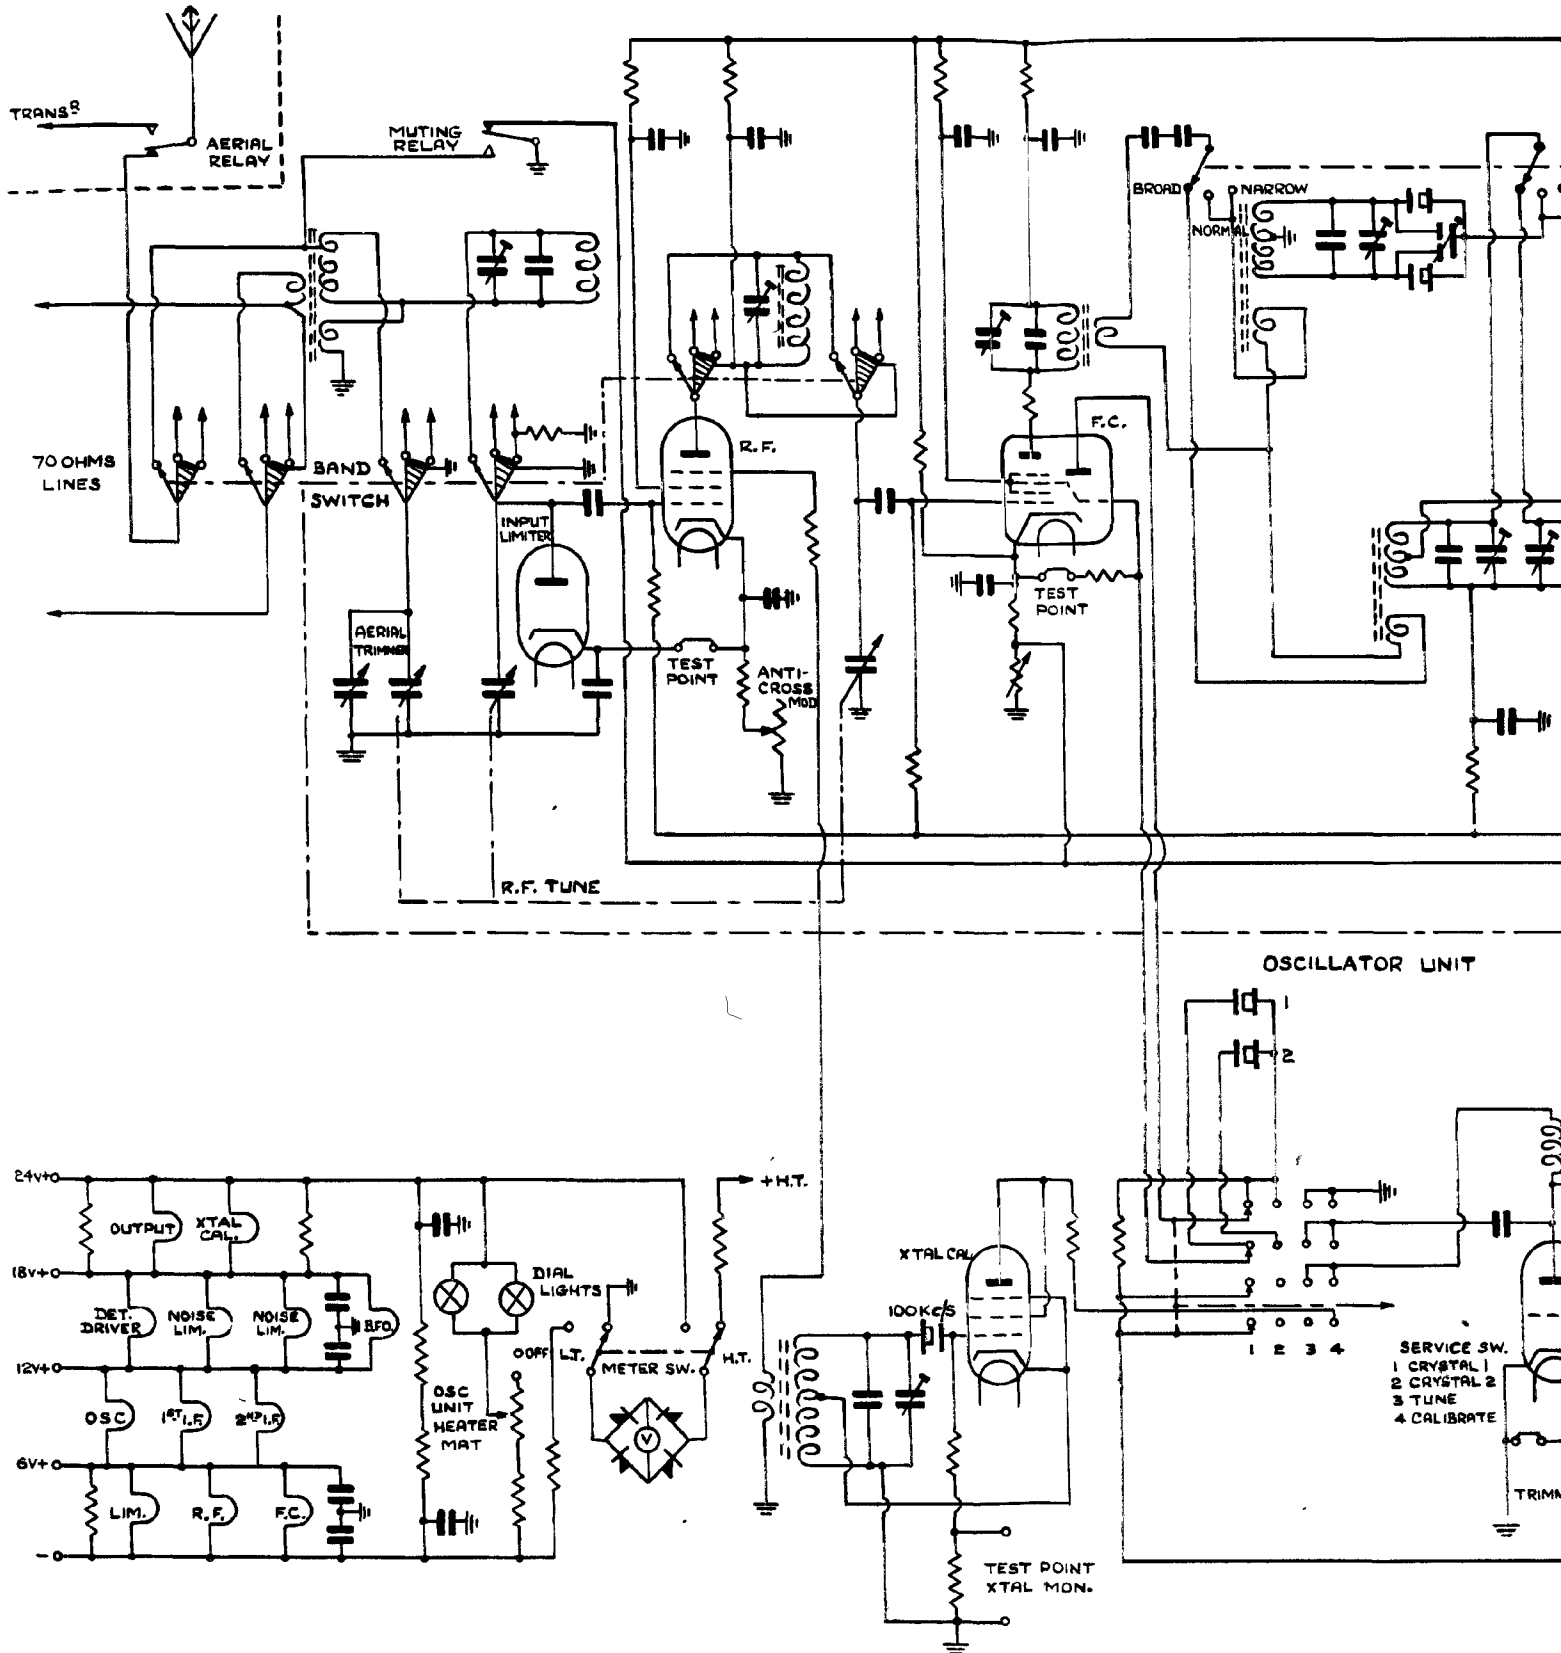 TRANSR
AERIAL
RELAY
MUTING
RELAY
BROAD
NARROW
NORMAL
70 OHMS
LINES
BAND
SWITCH
INPUT
LIMITER
R.F.
F.C.
AERIAL
TRIMMER
TEST
POINT
ANTI-
CROSS
MOD
TEST
POINT
R.F. TUNE
OSCILLATOR UNIT
1
2
24V+
OUTPUT
XTAL
CAL.
+H.T.
18V+
DET.
DRIVER
NOISE
LIM.
NOISE
LIM.
B.F.O.
DIAL
LIGHTS
OFF
L.T.
METER SW.
H.T.
12V+
OSC
1ST I.F.
2ND I.F.
OSC
UNIT
HEATER
MAT
V
6V+
LIM.
R.F.
F.C.
-
XTAL CAL
100Kc/s
1 2 3 4
SERVICE SW.
1 CRYSTAL 1
2 CRYSTAL 2
3 TUNE
4 CALIBRATE
TRIMM
TEST POINT
XTAL MON.